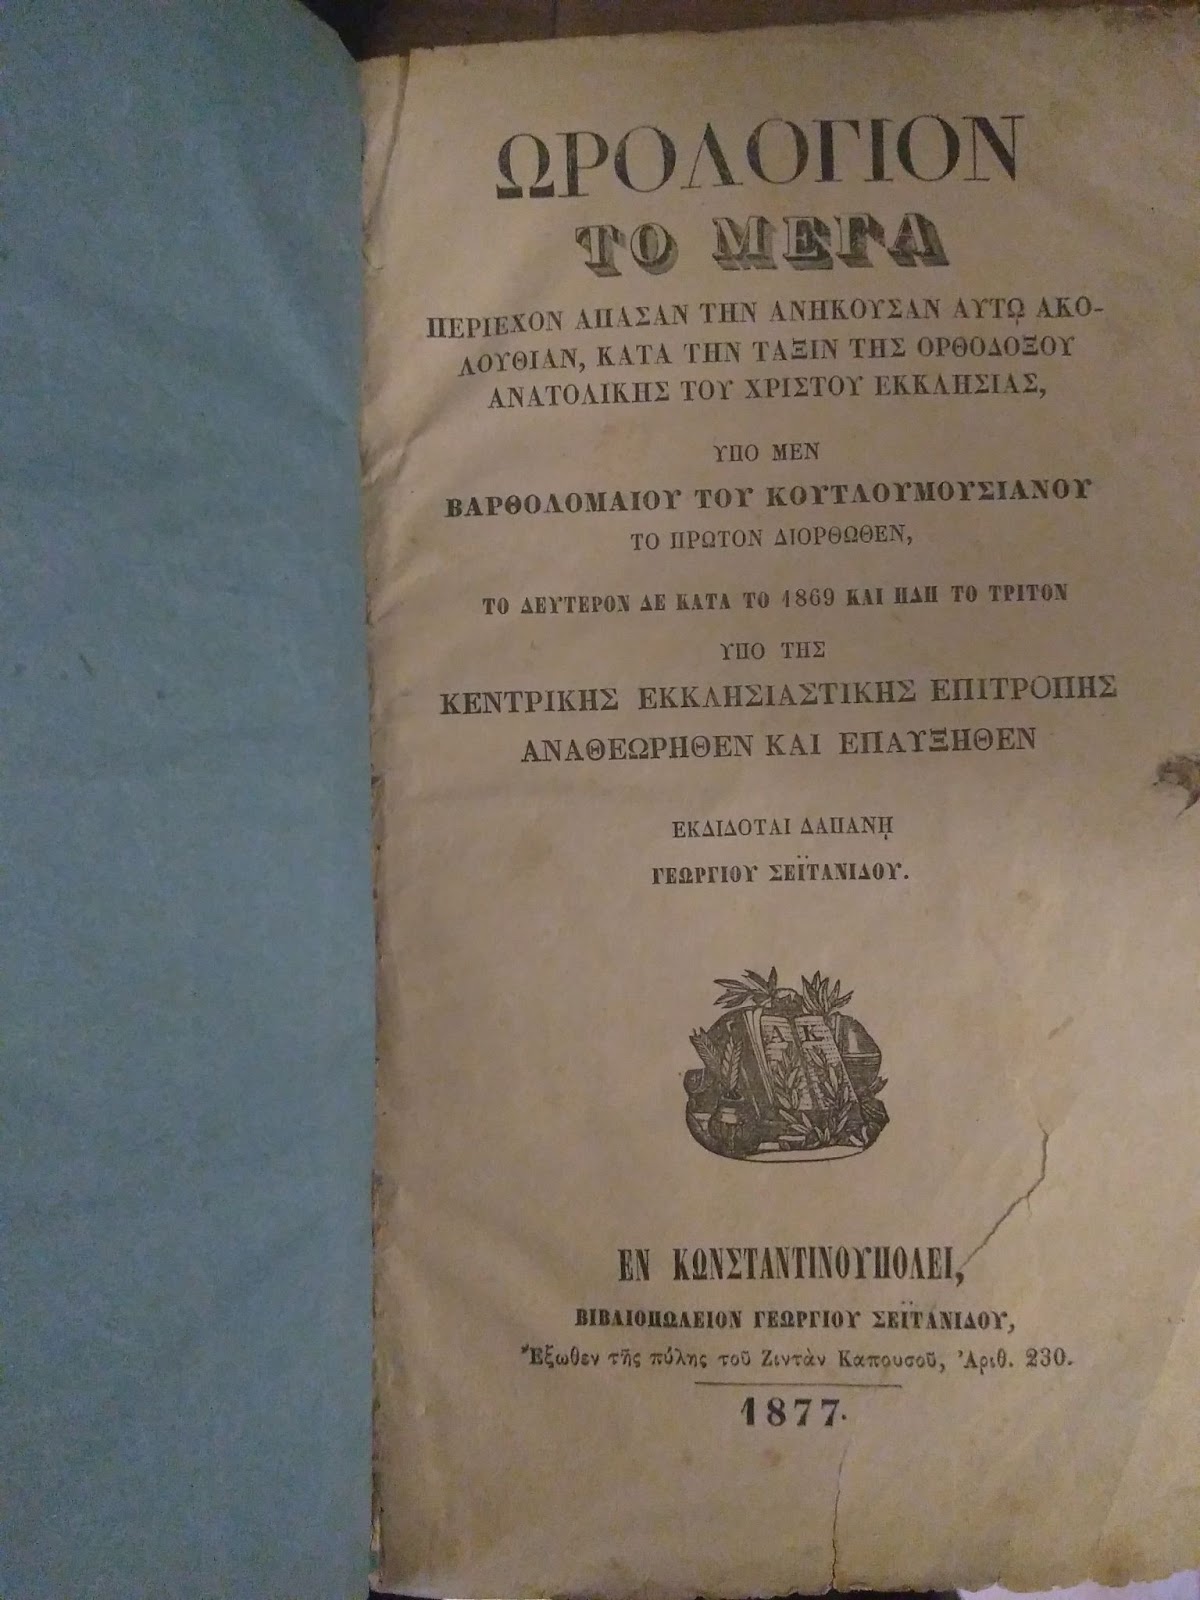 ΩΡΟΛΟΓΙΟΝ
ΤΟ ΜΕΓΑ
ΠΕΡΙΕΧΟΝ ΑΠΑΣΑΝ ΤΗΝ ΑΝΗΚΟΥΣΑΝ ΑΥΤῼ ΑΚΟ-
ΛΟΥΘΙΑΝ, ΚΑΤΑ ΤΗΝ ΤΑΞΙΝ ΤΗΣ ΟΡΘΟΔΟΞΟΥ
ΑΝΑΤΟΛΙΚΗΣ ΤΟΥ ΧΡΙΣΤΟΥ ΕΚΚΛΗΣΙΑΣ,
ΥΠΟ ΜΕΝ
ΒΑΡΘΟΛΟΜΑΙΟΥ ΤΟΥ ΚΟΥΤΛΟΥΜΟΥΣΙΑΝΟΥ
ΤΟ ΠΡΩΤΟΝ ΔΙΟΡΘΩΘΕΝ,
ΤΟ ΔΕΥΤΕΡΟΝ ΔΕ ΚΑΤΑ ΤΟ 1869 ΚΑΙ ΗΔΗ ΤΟ ΤΡΙΤΟΝ
ΥΠΟ ΤΗΣ
ΚΕΝΤΡΙΚΗΣ ΕΚΚΛΗΣΙΑΣΤΙΚΗΣ ΕΠΙΤΡΟΠΗΣ
ΑΝΑΘΕΩΡΗΘΕΝ ΚΑΙ ΕΠΑΥΞΗΘΕΝ
ΕΚΔΙΔΟΤΑΙ ΔΑΠΑΝῌ
ΓΕΩΡΓΙΟΥ ΣΕΪΤΑΝΙΔΟΥ.
Α Κ
ΕΝ ΚΩΝΣΤΑΝΤΙΝΟΥΠΟΛΕΙ,
ΒΙΒΛΙΟΠΩΛΕΙΟΝ ΓΕΩΡΓΙΟΥ ΣΕΪΤΑΝΙΔΟΥ,
Ἔξωθεν τῆς πύλης τοῦ Ζιντὰν Καπουσοῦ, Ἀριθ. 230.
1877.